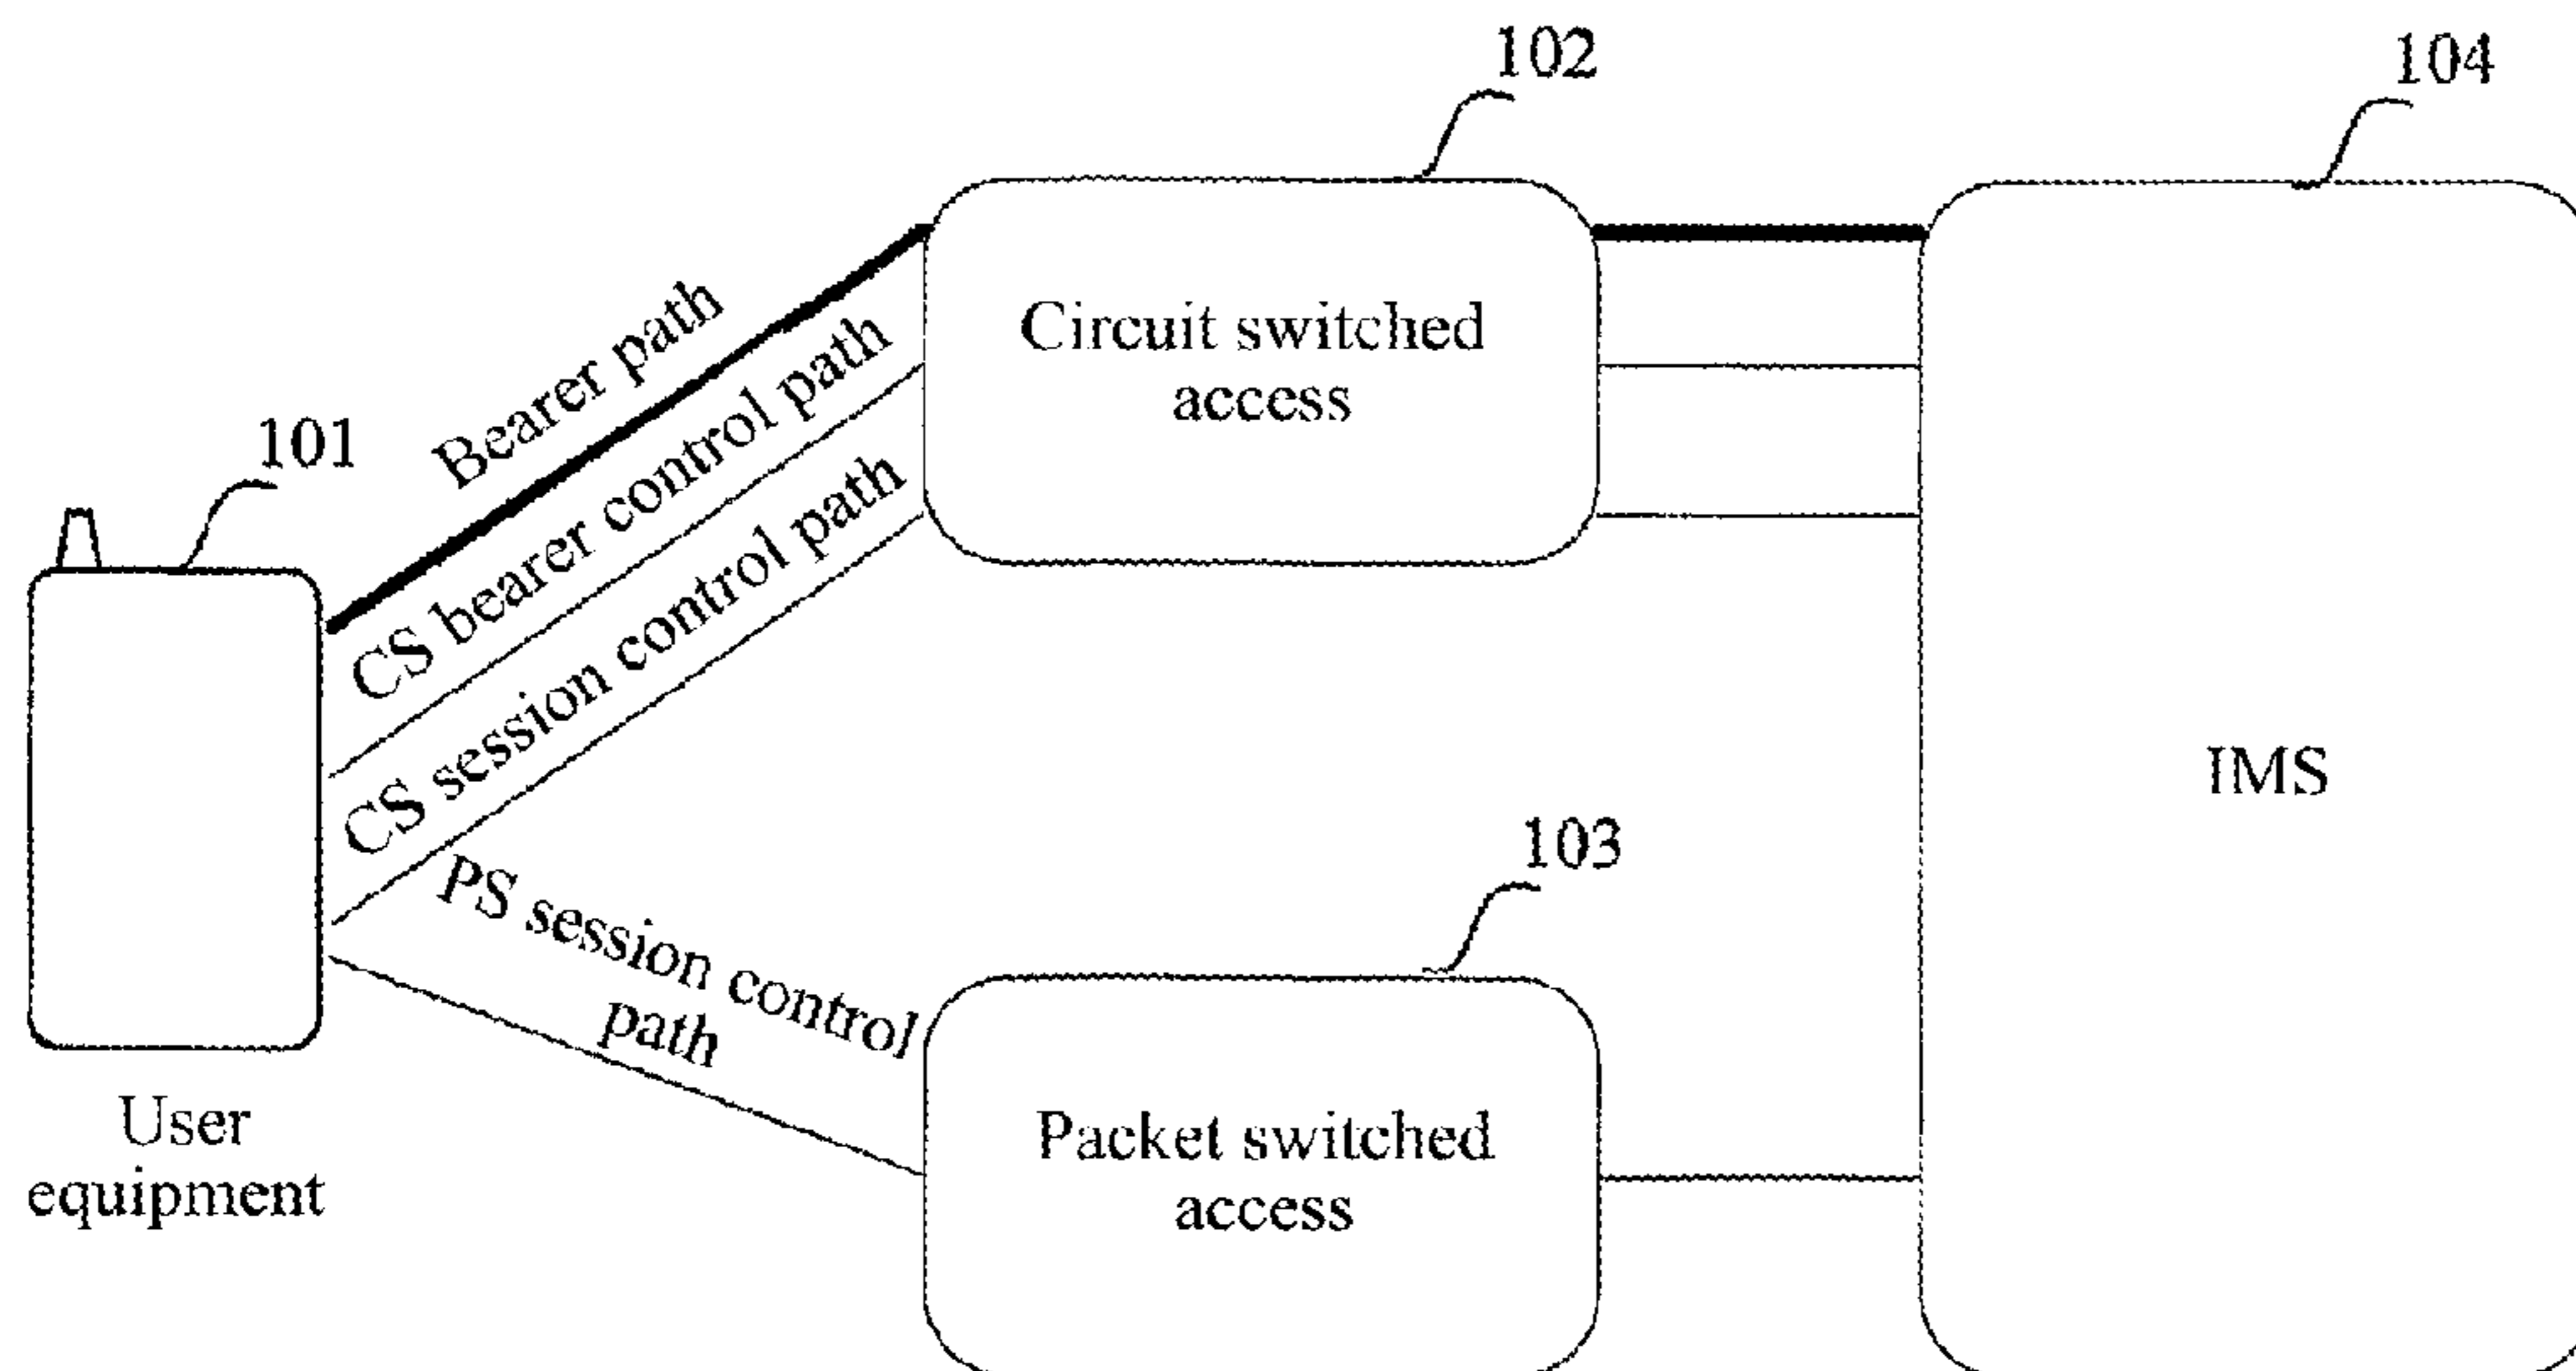 102
104
Circuit switched
access
Bearer path
CS bearer control path
CS session control path
101
User
equipment
PS session control
path
103
Packet switched
access
IMS